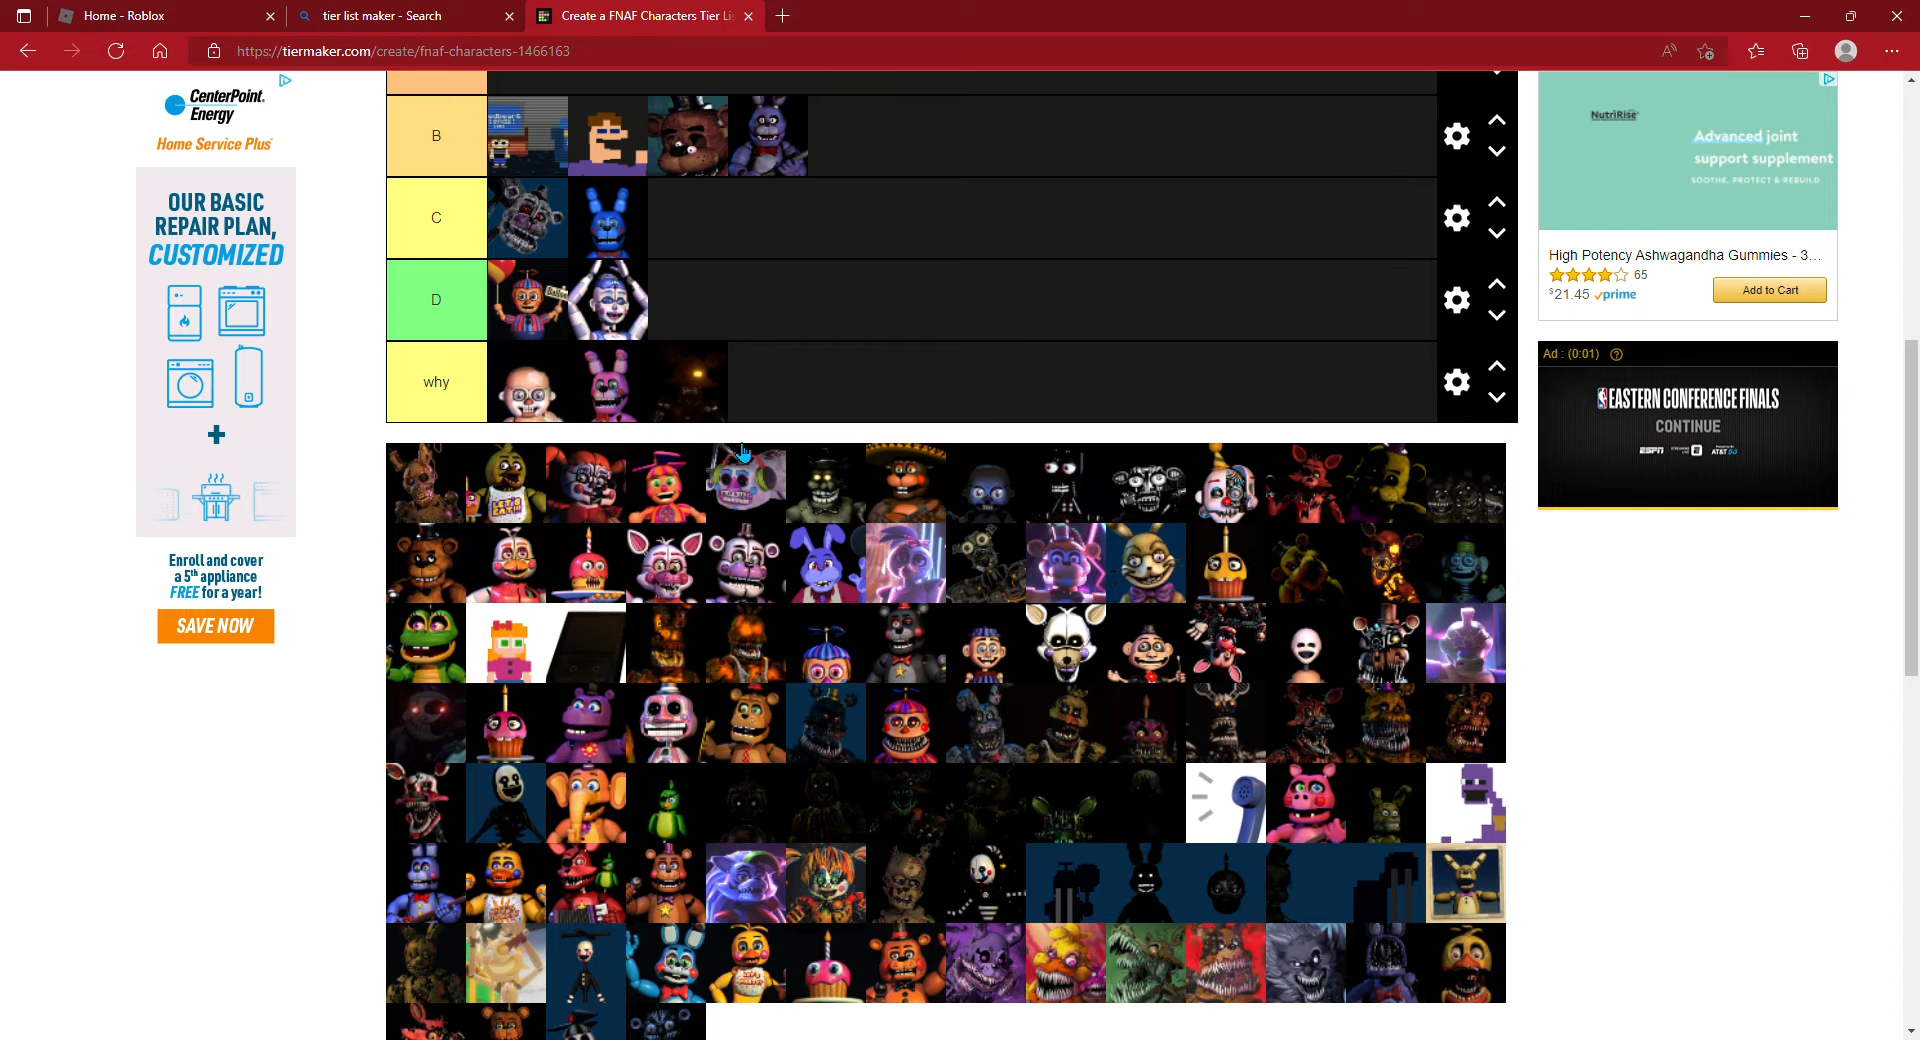 Home - Roblox
tier list maker - Search
Create a FNAF Characters Tier Li
https://tiermaker.com/create/fnaf-characters-1466163
CenterPoint.
Energy
Home Service Plus
OUR BASIC
REPAIR PLAN,
CUSTOMIZED
+
Enroll and cover
a 5th appliance
FREE for a year!
SAVE NOW
B
C
D
why
LET'S
EAT!!!
NutriRise
Advanced joint
support supplement
SOOTHE, PROTECT & REBUILD
High Potency Ashwagandha Gummies - 3...
65
$21.45 prime
Add to Cart
Ad : (0:01)
EASTERN CONFERENCE FINALS
CONTINUE
ESPN